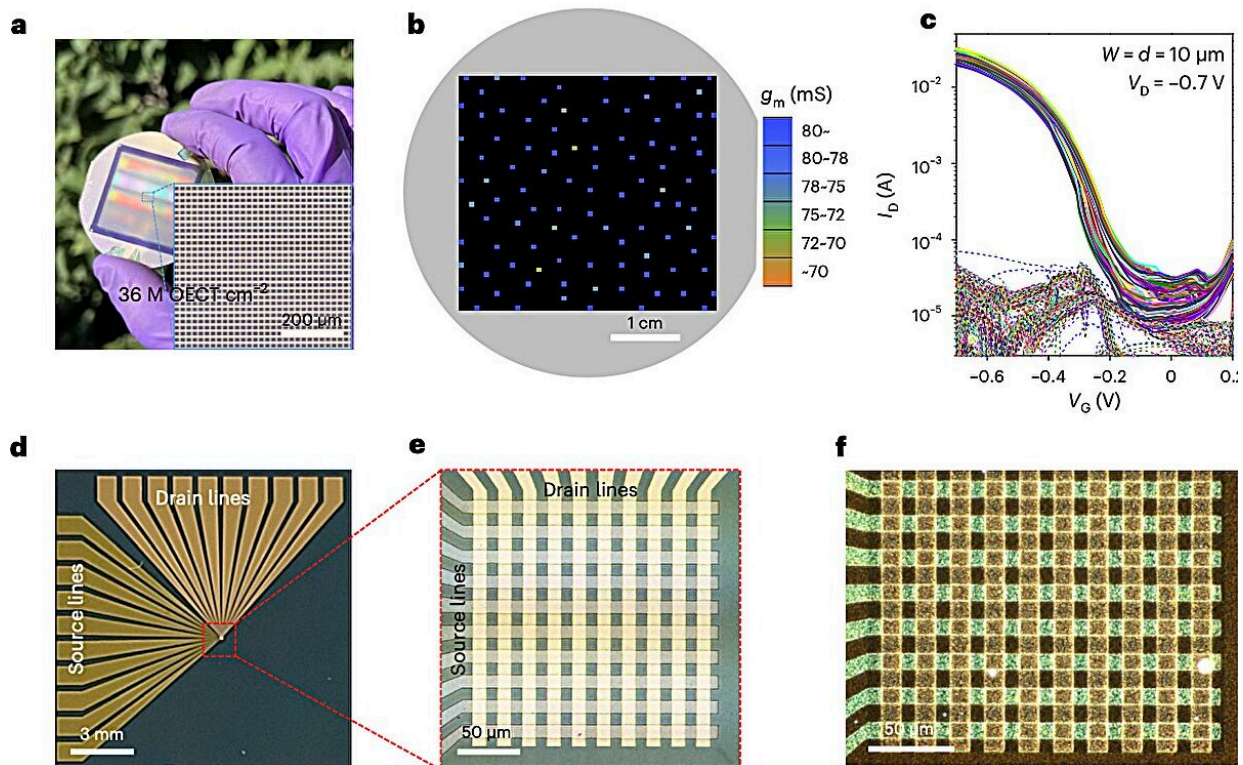 a
36 M OECT cm⁻²
200 µm
b
1 cm
g_m (mS)
80~
80~78
78~75
75~72
72~70
~70
c
W = d = 10 µm
V_D = −0.7 V
10⁻²
10⁻³
10⁻⁴
10⁻⁵
I_D (A)
−0.6
−0.4
−0.2
0
0.2
V_G (V)
d
Drain lines
Source lines
3 mm
e
Drain lines
Source lines
50 µm
f
50 µm